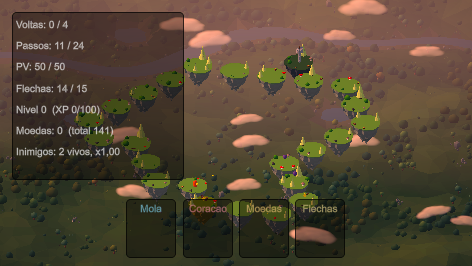 Voltas: 0 / 4
Passos: 11 / 24
PV: 50 / 50
Flechas: 14 / 15
Nivel 0 (XP 0/100)
Moedas: 0 (total 141)
Inimigos: 2 vivos, x1,00
Mola
Coracao
Moedas
Flechas